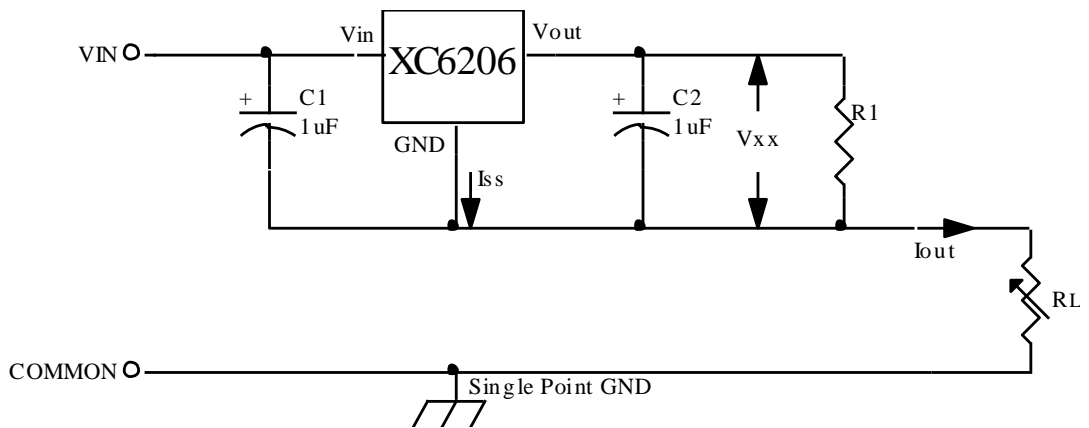 Vin
Vout
VIN
XC6206
+
C1
1uF
+
C2
1uF
R1
Vxx
GND
Iss
Iout
RL
COMMON
Single Point GND